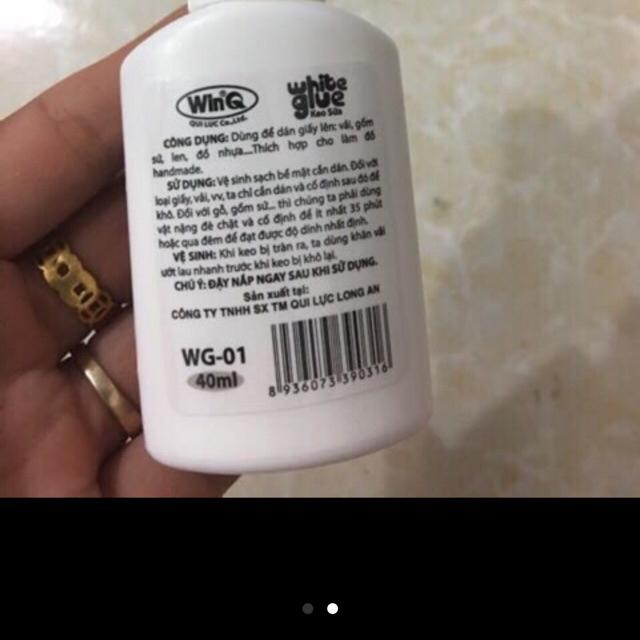 WinQ
QUI LUC Co.,Ltd.
white
glue
Keo Sữa
CÔNG DỤNG: Dùng để dán giấy lên: vải, gốm
sứ, len, đồ nhựa....Thích hợp cho làm đồ
handmade.
SỬ DỤNG: Vệ sinh sạch bề mặt cần dán. Đối với
loại giấy, vải, vv, ta chỉ cần dán và cố định sau đó để
khô. Đối với gỗ, gốm sứ... thì chúng ta phải dùng
vật nặng đè chặt và cố định để ít nhất 35 phút
hoặc qua đêm để đạt được độ dính nhất định.
VỆ SINH: Khi keo bị tràn ra, ta dùng khăn vải
ướt lau nhanh trước khi keo bị khô lại.
CHÚ Ý: ĐẬY NẮP NGAY SAU KHI SỬ DỤNG.
Sản xuất tại:
CÔNG TY TNHH SX TM QUI LỰC LONG AN
WG-01
40ml
8 936073 390316